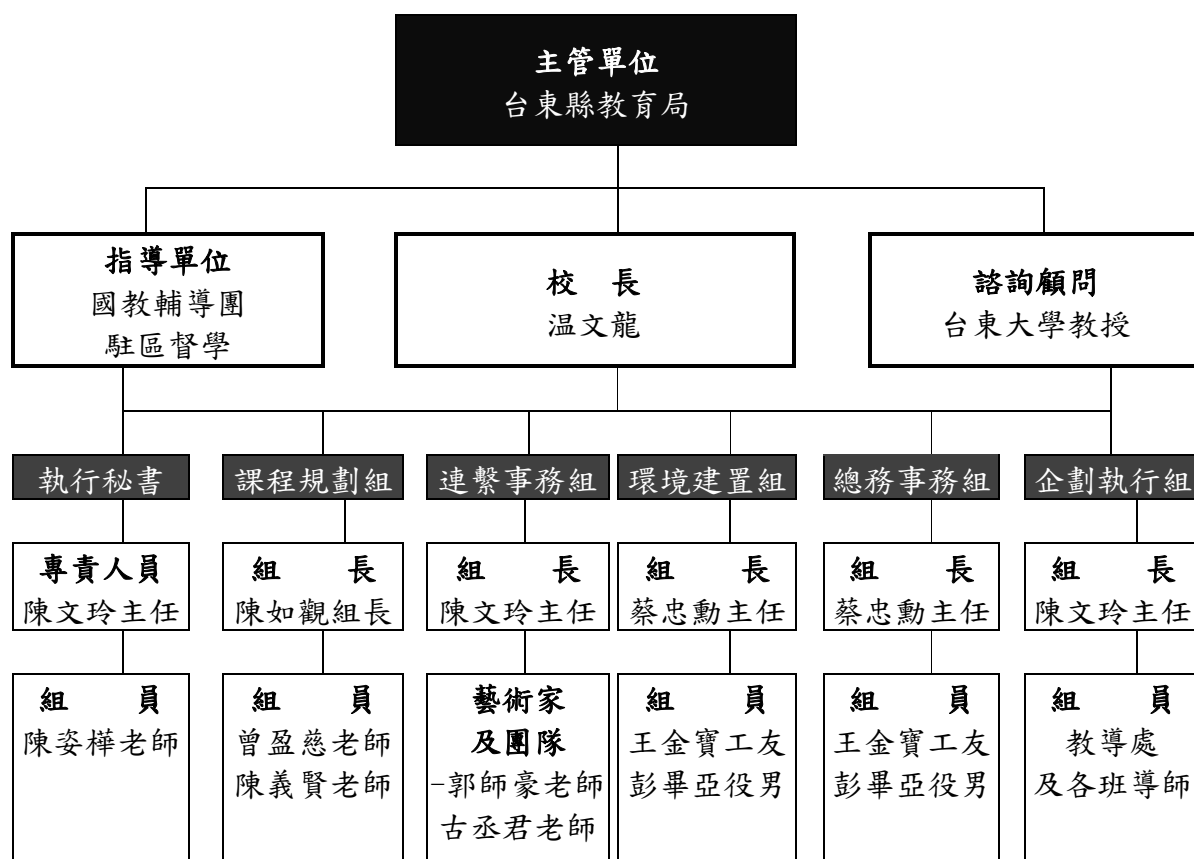 主管單位
台東縣教育局
指導單位
國教輔導團
駐區督學
校　長
温文龍
諮詢顧問
台東大學教授
執行秘書
課程規劃組
連繫事務組
環境建置組
總務事務組
企劃執行組
專責人員
陳文玲主任
組　　長
陳如觀組長
組　　長
陳文玲主任
組　　長
蔡忠勳主任
組　　長
蔡忠勳主任
組　　長
陳文玲主任
組　　員
陳姿樺老師
組　　員
曾盈慈老師
陳義賢老師
藝術家
及團隊
-郭師豪老師
古丞君老師
組　　員
王金寶工友
彭畢亞役男
組　　員
王金寶工友
彭畢亞役男
組　　員
教導處
及各班導師